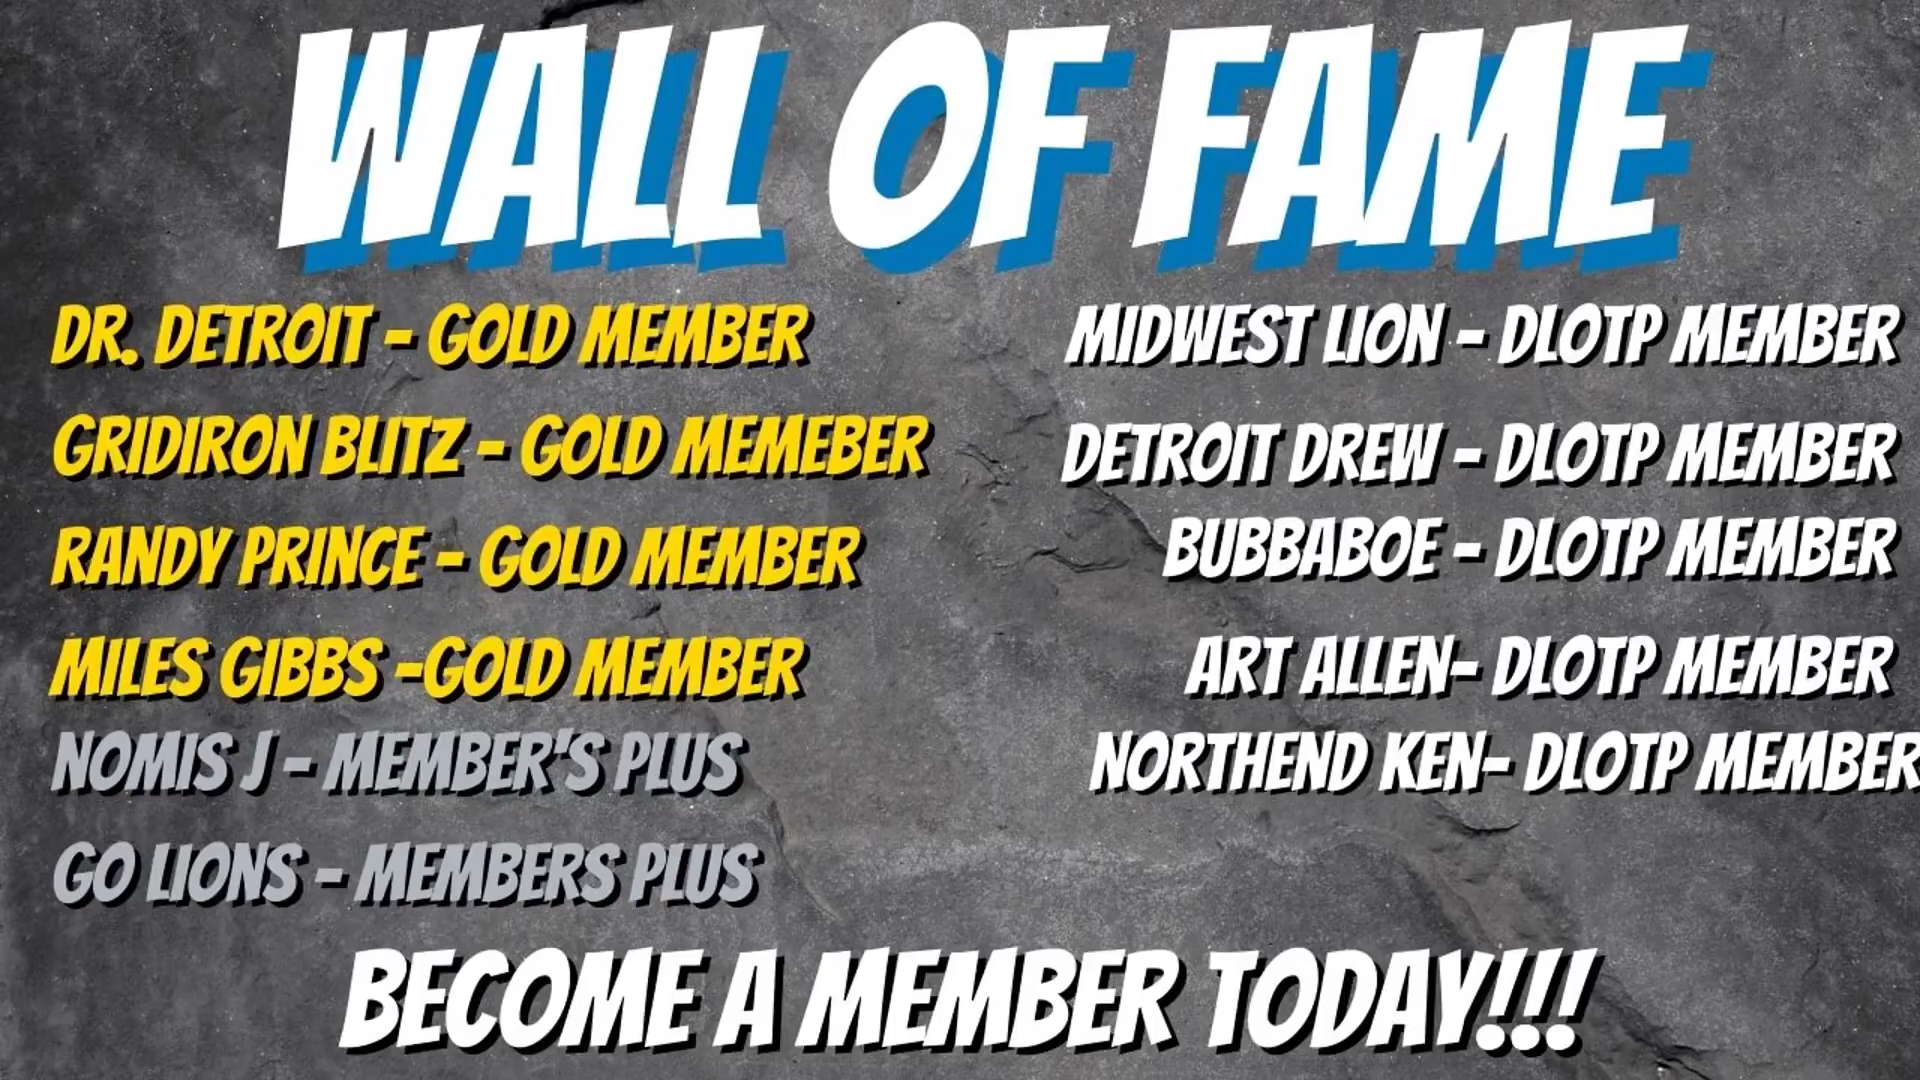 WALL OF FAME
DR. DETROIT - GOLD MEMBER
GRIDIRON BLITZ - GOLD MEMEBER
RANDY PRINCE - GOLD MEMBER
MILES GIBBS -GOLD MEMBER
NOMIS J - MEMBER'S PLUS
GO LIONS - MEMBERS PLUS
MIDWEST LION - DLOTP MEMBER
DETROIT DREW - DLOTP MEMBER
BUBBABOE - DLOTP MEMBER
ART ALLEN- DLOTP MEMBER
NORTHEND KEN- DLOTP MEMBER
BECOME A MEMBER TODAY!!!